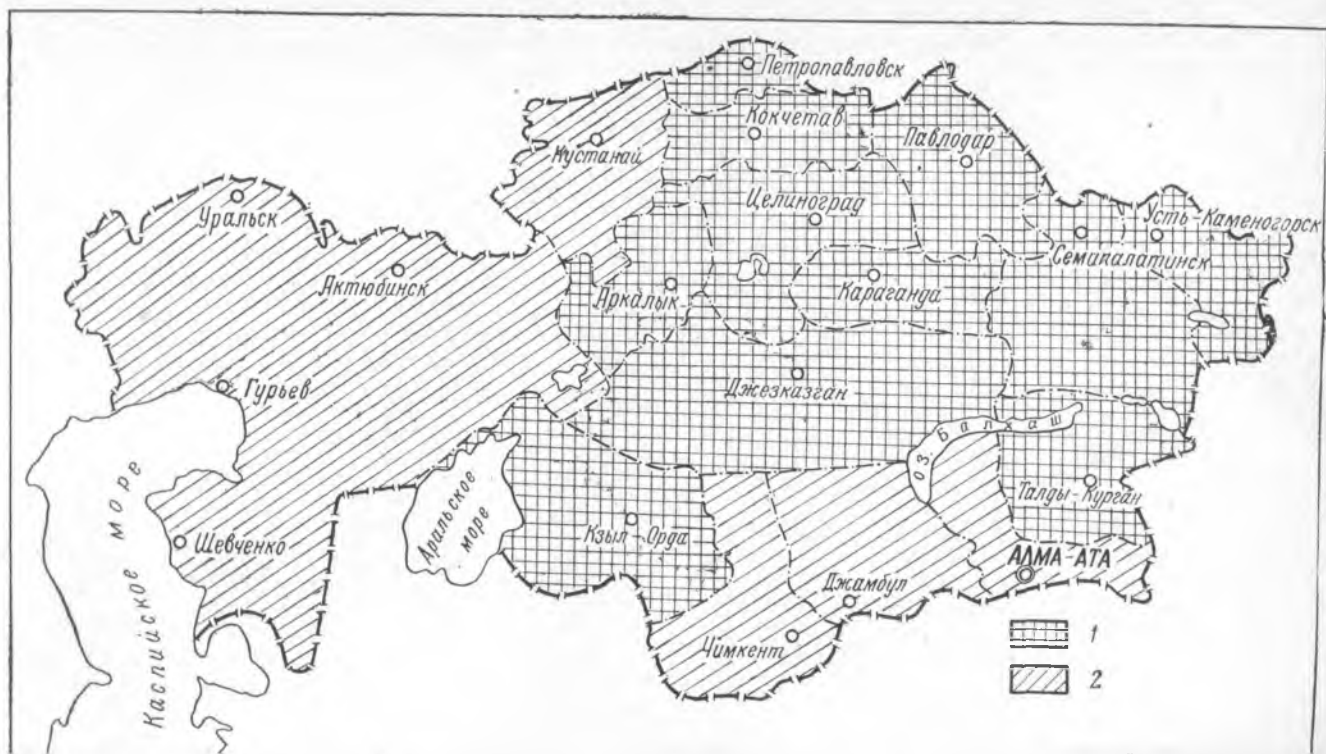 Петропавловск
Кокчетав
Кустанай
Павлодар
Целиноград
Уральск
Усть-Каменогорск
Семипалатинск
Актюбинск
Аркалык
Караганда
Гурьев
Джезказган
оз. Балхаш
Талды-Курган
Каспийское море
Аральское
море
Кзыл-Орда
Шевченко
АЛМА-АТА
Джамбул
Чимкент
1
2